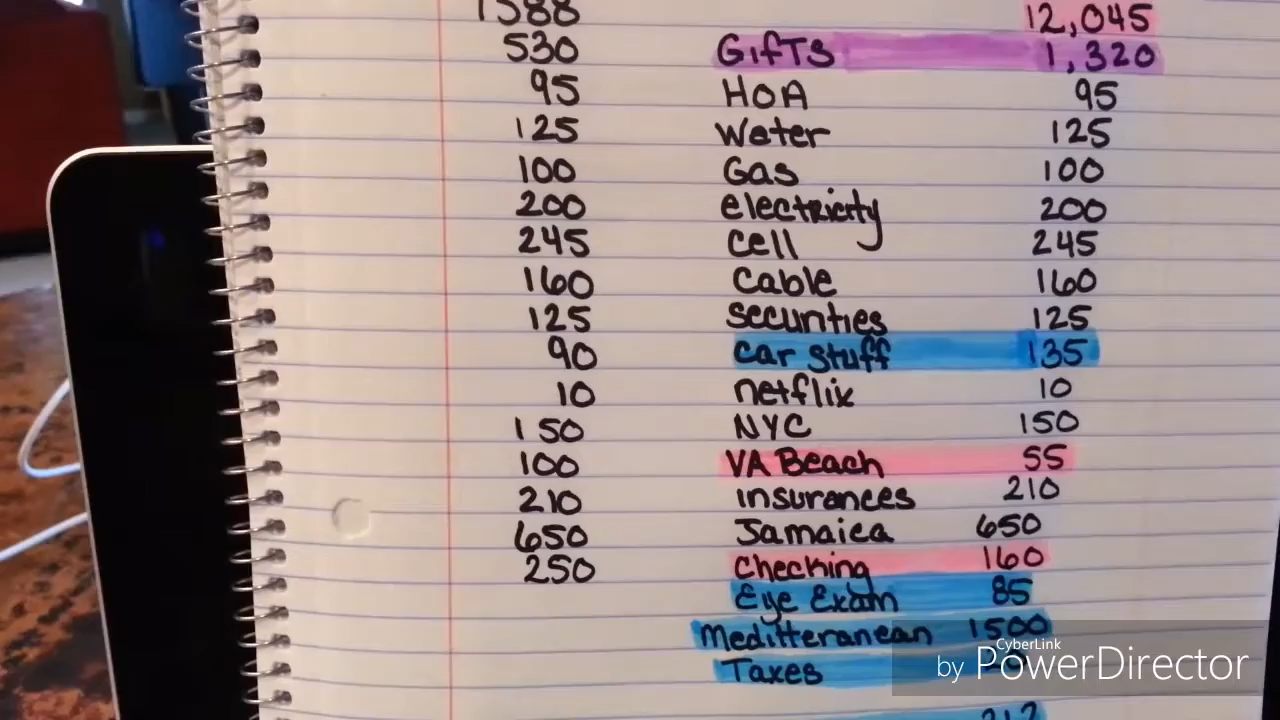 1588 12,045
530 GifTS 1,320
95 HOA 95
125 Water 125
100 Gas 100
200 electricity 200
245 cell 245
160 cable 160
125 securities 125
90 car stuff 135
10 netflix 10
150 NYC 150
100 VA Beach 55
210 insurances 210
650 Jamaica 650
250 checking 160
Eye Exam 85
Meditteranean 1500
Taxes
CyberLink
by PowerDirector